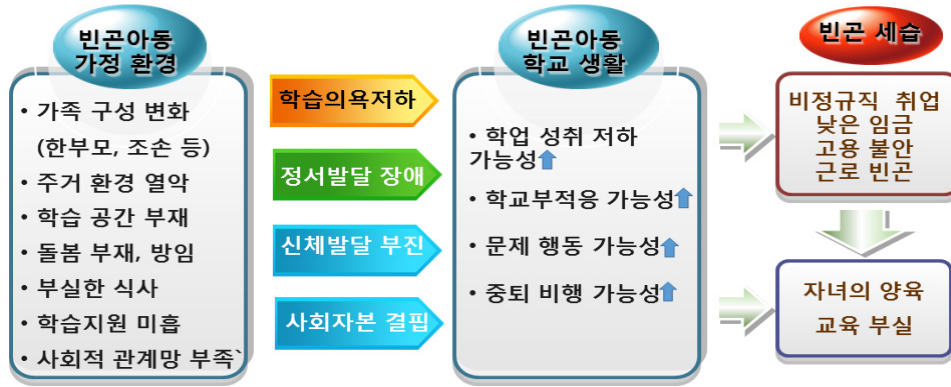 빈곤아동
가정 환경
• 가족 구성 변화
(한부모, 조손 등)
• 주거 환경 열악
• 학습 공간 부재
• 돌봄 부재, 방임
• 부실한 식사
• 학습지원 미흡
• 사회적 관계망 부족`
학습의욕저하
정서발달 장애
신체발달 부진
사회자본 결핍
빈곤아동
학교 생활
• 학업 성취 저하
가능성⬆
• 학교부적응 가능성⬆
• 문제 행동 가능성⬆
• 중퇴 비행 가능성⬆
빈곤 세습
비정규직 취업
낮은 임금
고용 불안
근로 빈곤
자녀의 양육
교육 부실